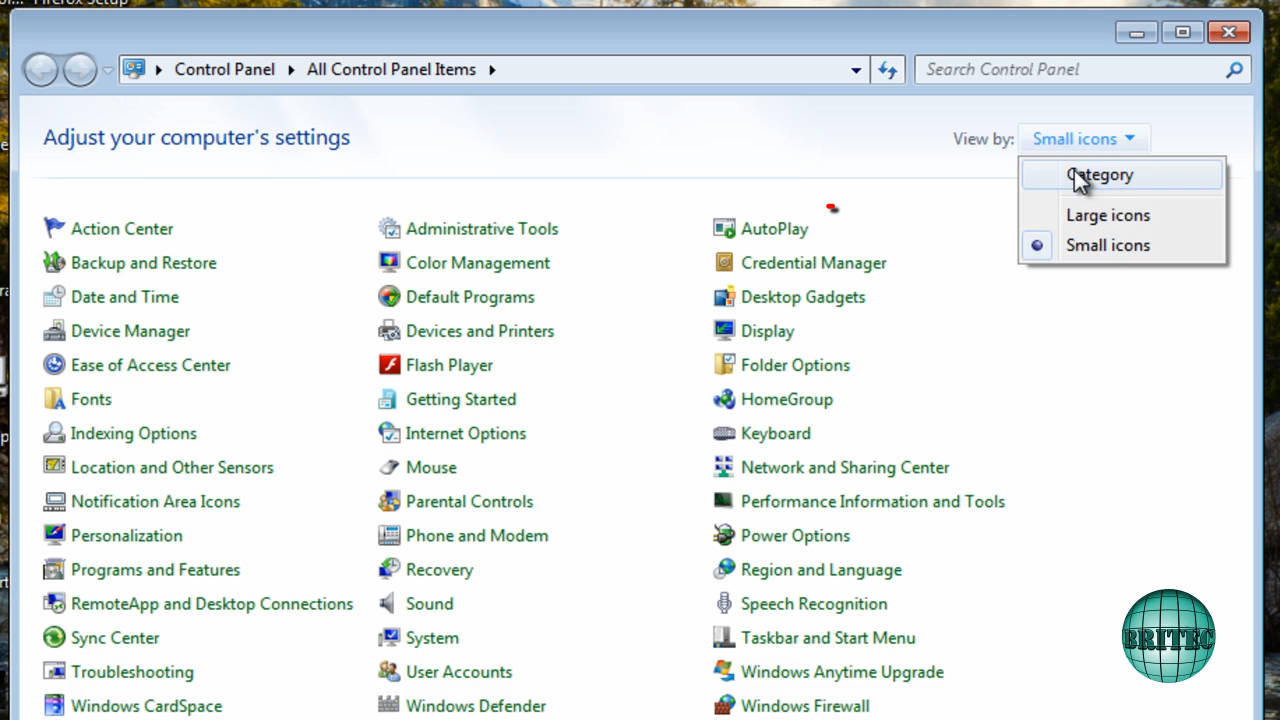 Firefox Setup
Control Panel
All Control Panel Items
Search Control Panel
Adjust your computer's settings
View by:
Small icons
Category
Large icons
Small icons
Action Center
Administrative Tools
AutoPlay
Backup and Restore
Color Management
Credential Manager
Date and Time
Default Programs
Desktop Gadgets
Device Manager
Devices and Printers
Display
Ease of Access Center
Flash Player
Folder Options
Fonts
Getting Started
HomeGroup
Indexing Options
Internet Options
Keyboard
Location and Other Sensors
Mouse
Network and Sharing Center
Notification Area Icons
Parental Controls
Performance Information and Tools
Personalization
Phone and Modem
Power Options
Programs and Features
Recovery
Region and Language
RemoteApp and Desktop Connections
Sound
Speech Recognition
Sync Center
System
Taskbar and Start Menu
Troubleshooting
User Accounts
Windows Anytime Upgrade
Windows CardSpace
Windows Defender
Windows Firewall
BRITEC